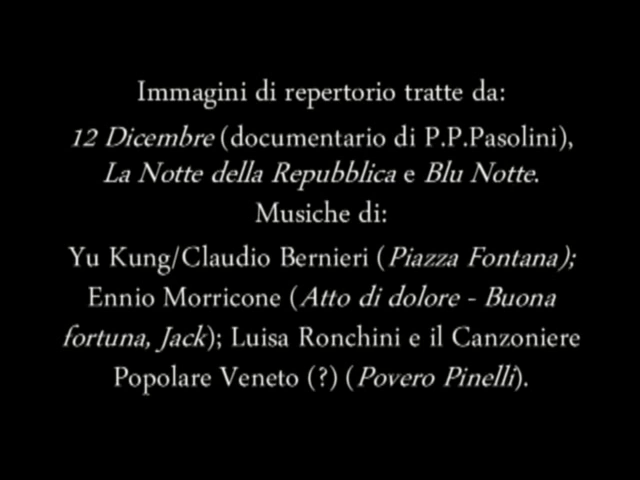 Immagini di repertorio tratte da:
12 Dicembre (documentario di P.P.Pasolini),
La Notte della Repubblica e Blu Notte.
Musiche di:
Yu Kung/Claudio Bernieri (Piazza Fontana);
Ennio Morricone (Atto di dolore - Buona
fortuna, Jack); Luisa Ronchini e il Canzoniere
Popolare Veneto (?) (Povero Pinelli).